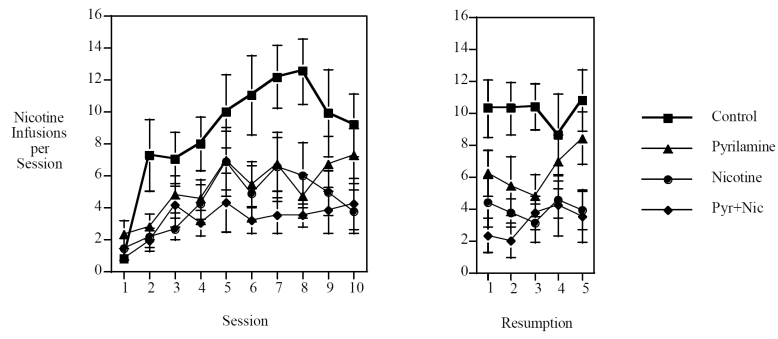 16
14
12
10
8
6
4
2
0
Nicotine
Infusions
per
Session
1 2 3 4 5 6 7 8 9 10
Session
16
14
12
10
8
6
4
2
0
1 2 3 4 5
Resumption
Control
Pyrilamine
Nicotine
Pyr+Nic